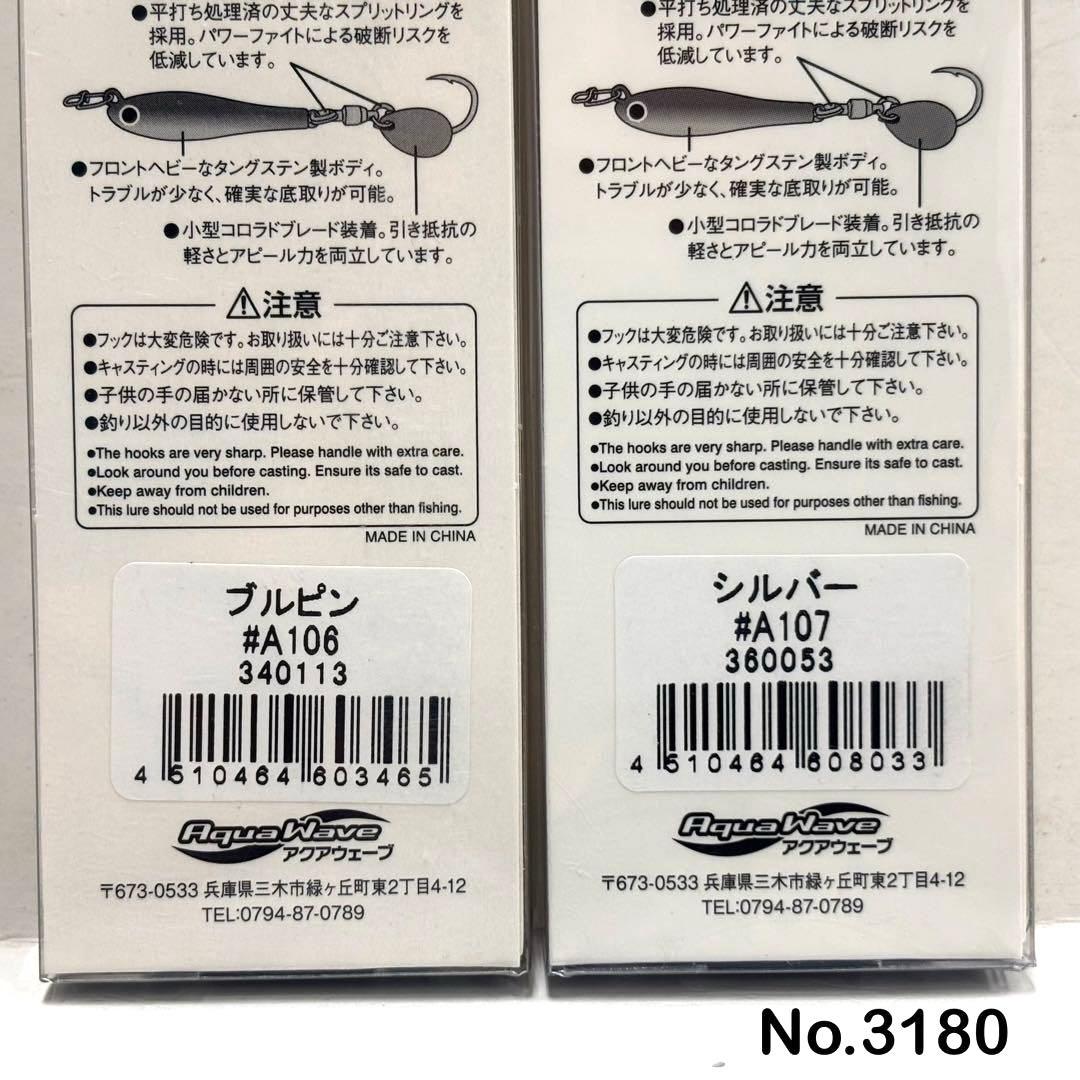 ●平打ち処理済の丈夫なスプリットリングを
採用。パワーファイトによる破断リスクを
低減しています。
●フロントヘビーなタングステン製ボディ。
トラブルが少なく、確実な底取りが可能。
●小型コロラドブレード装着。引き抵抗の
軽さとアピール力を両立しています。
⚠注意
●フックは大変危険です。お取り扱いには十分ご注意下さい。
●キャスティングの時には周囲の安全を十分確認して下さい。
●子供の手の届かない所に保管して下さい。
●釣り以外の目的に使用しないで下さい。
●The hooks are very sharp. Please handle with extra care.
●Look around you before casting. Ensure its safe to cast.
●Keep away from children.
●This lure should not be used for purposes other than fishing.
MADE IN CHINA
ブルピン
#A106
340113
4 510464 603465
AquaWave
アクアウェーブ
〒673-0533 兵庫県三木市緑ヶ丘町東2丁目4-12
TEL:0794-87-0789
●平打ち処理済の丈夫なスプリットリングを
採用。パワーファイトによる破断リスクを
低減しています。
●フロントヘビーなタングステン製ボディ。
トラブルが少なく、確実な底取りが可能。
●小型コロラドブレード装着。引き抵抗の
軽さとアピール力を両立しています。
⚠注意
●フックは大変危険です。お取り扱いには十分ご注意下さい。
●キャスティングの時には周囲の安全を十分確認して下さい。
●子供の手の届かない所に保管して下さい。
●釣り以外の目的に使用しないで下さい。
●The hooks are very sharp. Please handle with extra care.
●Look around you before casting. Ensure its safe to cast.
●Keep away from children.
●This lure should not be used for purposes other than fishing.
MADE IN CHINA
シルバー
#A107
360053
4 510464 608033
AquaWave
アクアウェーブ
〒673-0533 兵庫県三木市緑ヶ丘町東2丁目4-12
TEL:0794-87-0789
No.3180